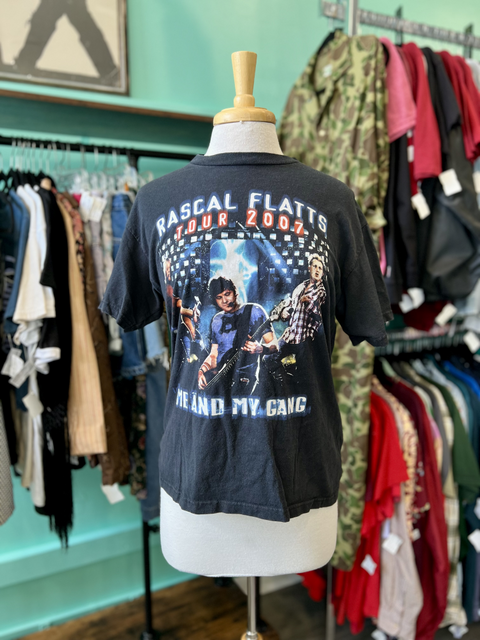 RASCAL FLATTS
TOUR 2007
ME AND MY GANG